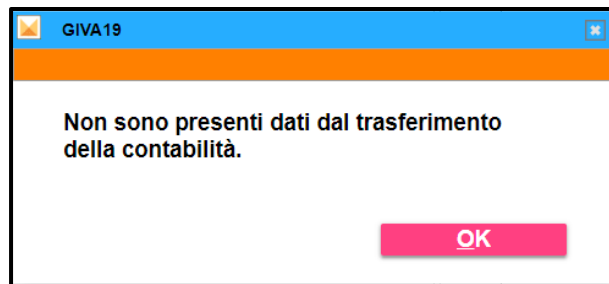 GIVA19
Non sono presenti dati dal trasferimento
della contabilità.
OK